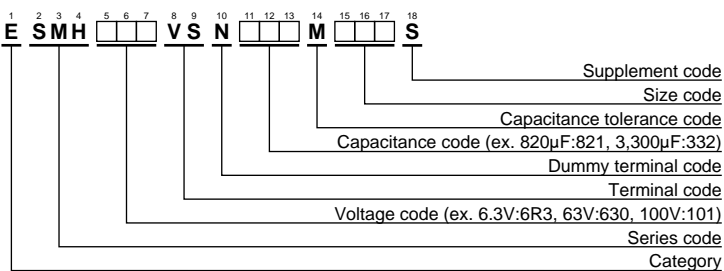 1 2 3 4 5 6 7 8 9 10 11 12 13 14 15 16 17 18
E SMH □□□ VS N □□□ M □□□ S
Supplement code
Size code
Capacitance tolerance code
Capacitance code (ex. 820µF:821, 3,300µF:332)
Dummy terminal code
Terminal code
Voltage code (ex. 6.3V:6R3, 63V:630, 100V:101)
Series code
Category